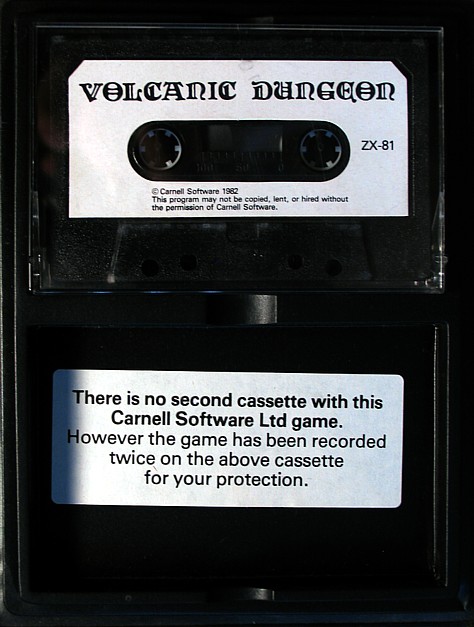 VOLCANIC DUNGEON
ZX-81
© Carnell Software 1982
This program may not be copied, lent, or hired without
the permission of Carnell Software.
There is no second cassette with this
Carnell Software Ltd game.
However the game has been recorded
twice on the above cassette
for your protection.